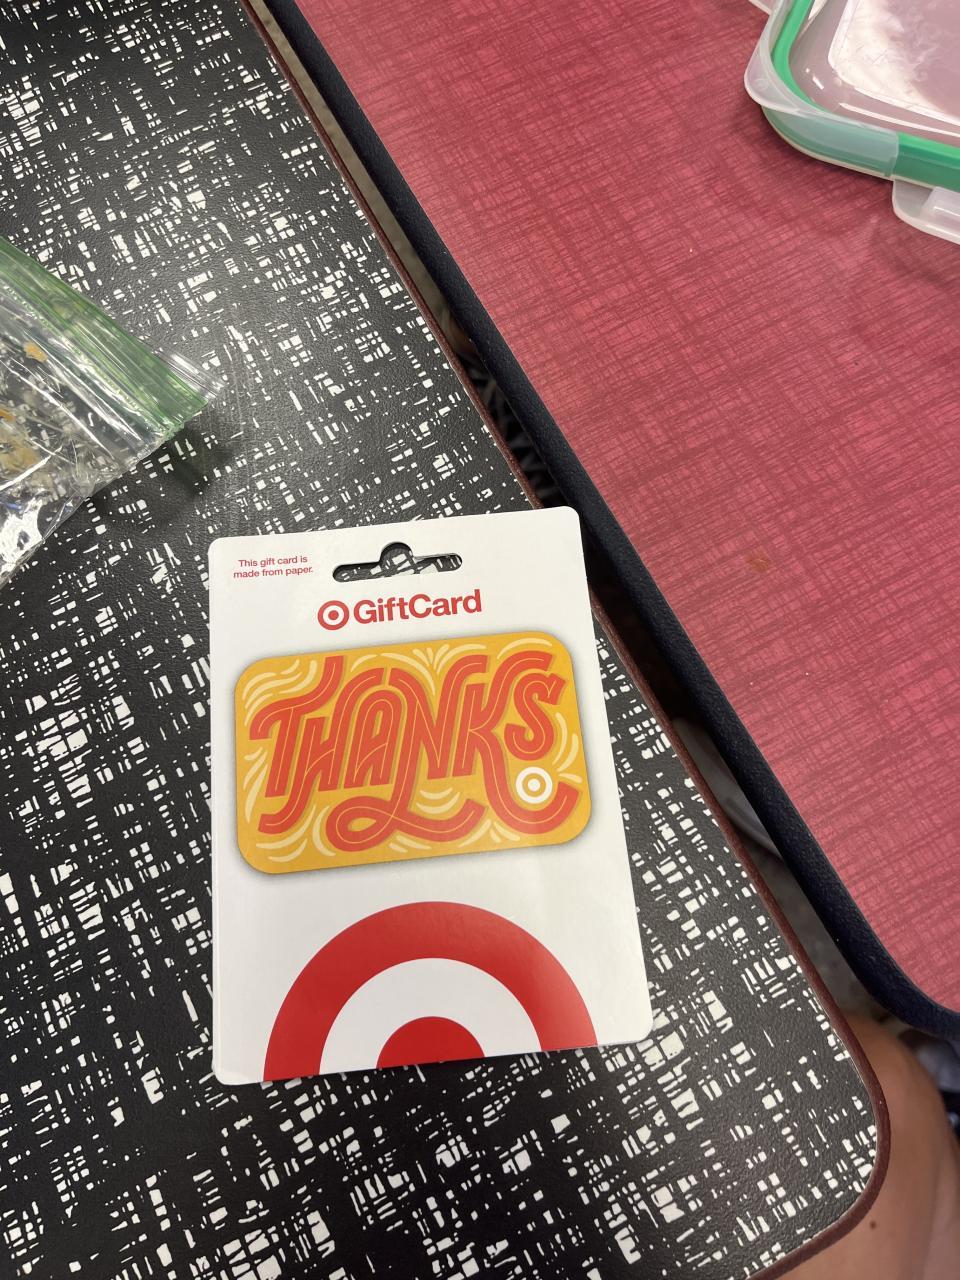 This gift card is
made from paper.
GiftCard
THANKS